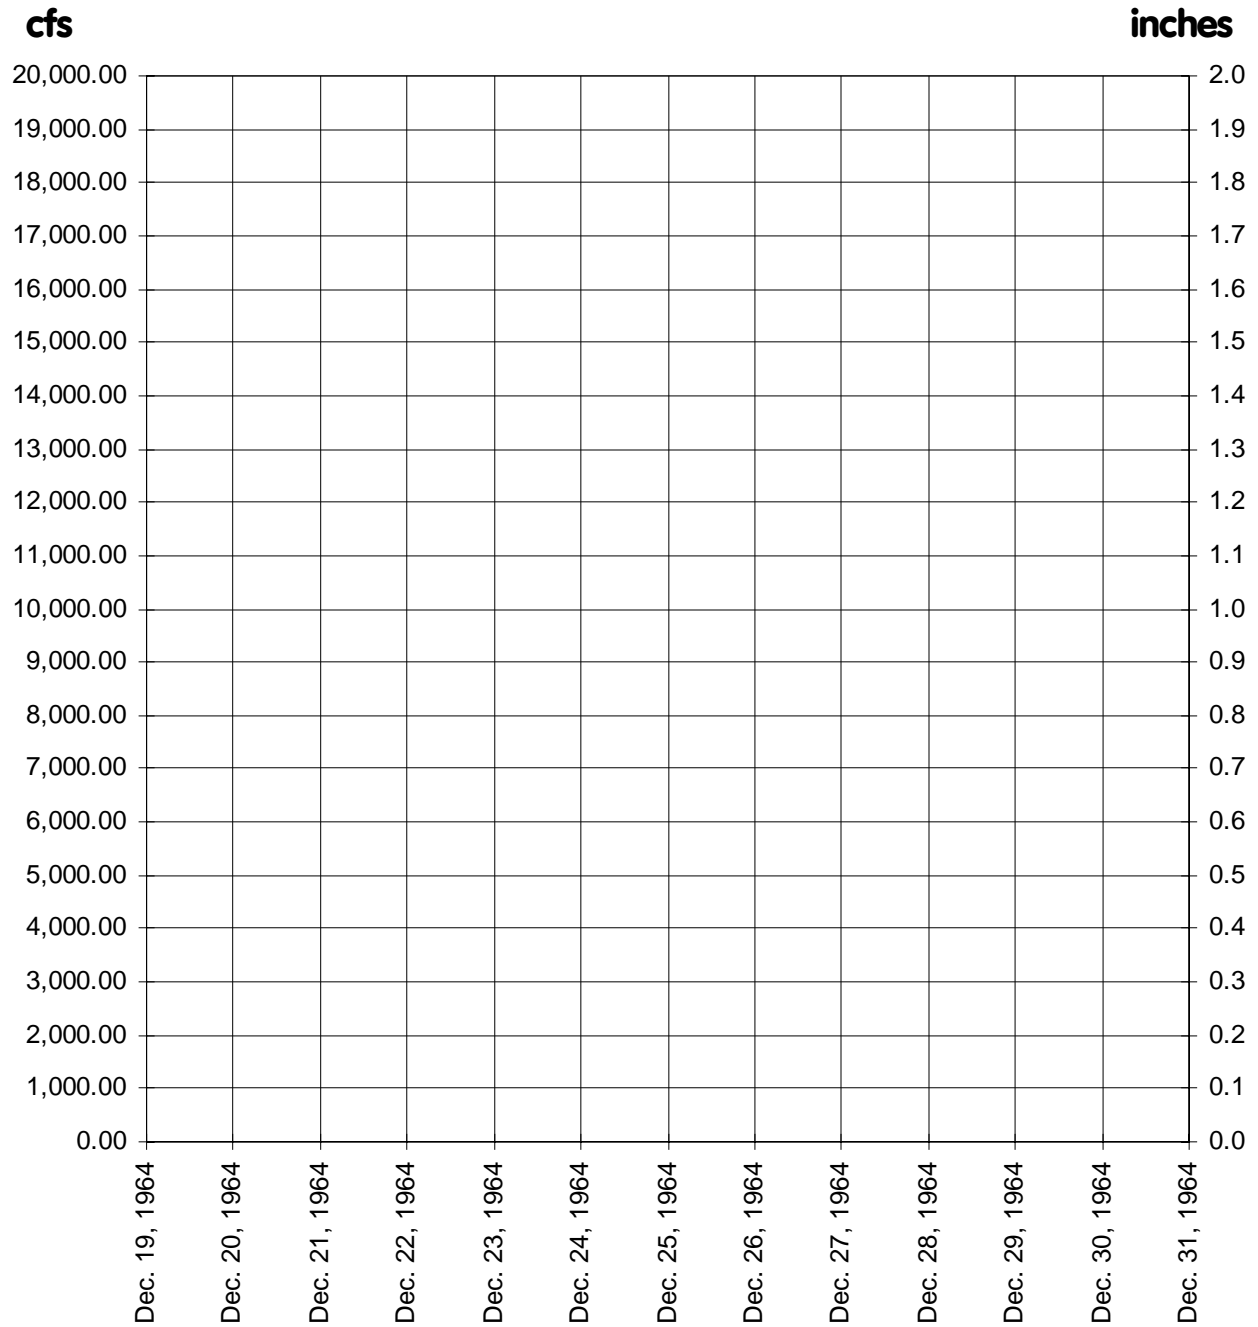 cfs inches
20,000.00 2.0
19,000.00 1.9
18,000.00 1.8
17,000.00 1.7
16,000.00 1.6
15,000.00 1.5
14,000.00 1.4
13,000.00 1.3
12,000.00 1.2
11,000.00 1.1
10,000.00 1.0
9,000.00 0.9
8,000.00 0.8
7,000.00 0.7
6,000.00 0.6
5,000.00 0.5
4,000.00 0.4
3,000.00 0.3
2,000.00 0.2
1,000.00 0.1
0.00 0.0
Dec. 19, 1964
Dec. 20, 1964
Dec. 21, 1964
Dec. 22, 1964
Dec. 23, 1964
Dec. 24, 1964
Dec. 25, 1964
Dec. 26, 1964
Dec. 27, 1964
Dec. 28, 1964
Dec. 29, 1964
Dec. 30, 1964
Dec. 31, 1964